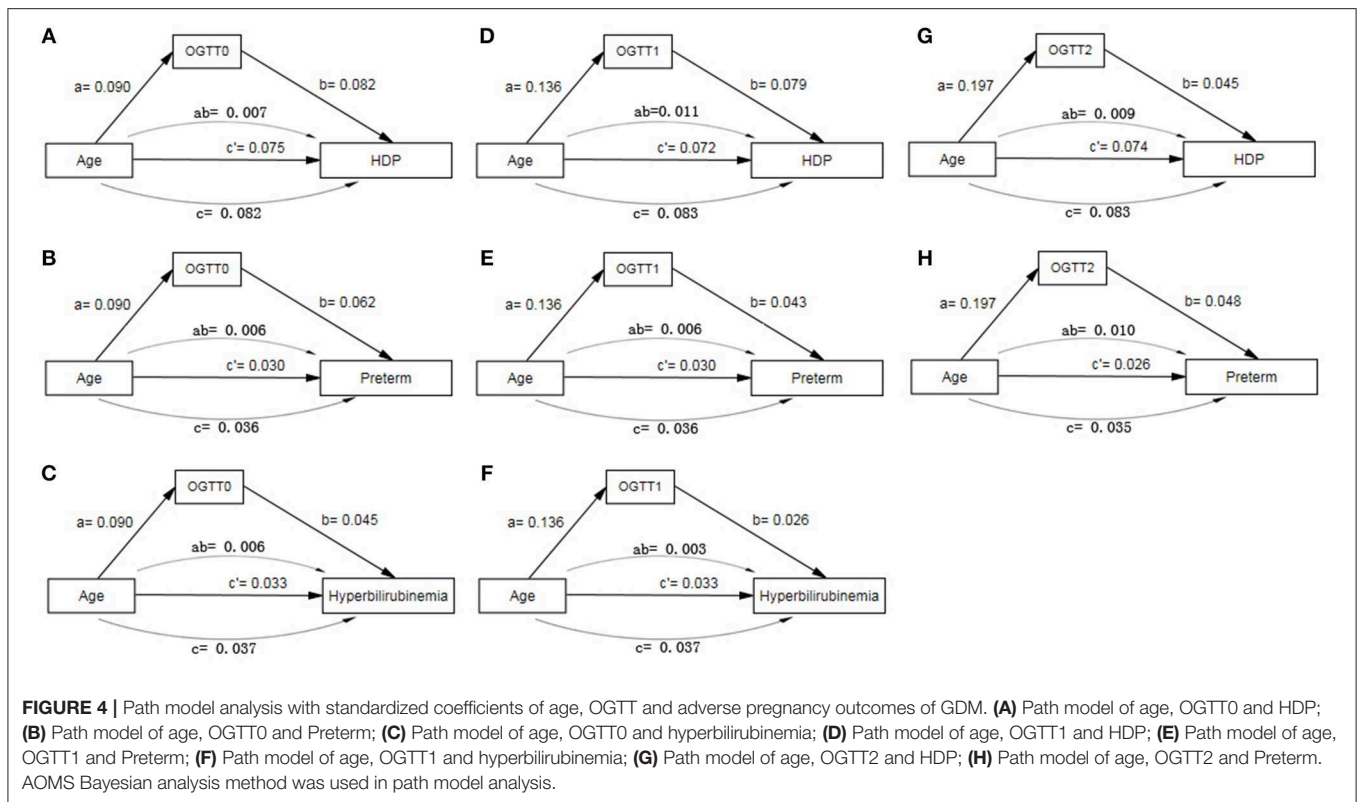 A
OGTT0
a= 0.090
b= 0.082
ab= 0.007
c'= 0.075
Age
HDP
c= 0.082
D
OGTT1
a= 0.136
b= 0.079
ab=0.011
c'= 0.072
Age
HDP
c= 0.083
G
OGTT2
a= 0.197
b= 0.045
ab= 0.009
c'= 0.074
Age
HDP
c= 0.083
B
OGTT0
a= 0.090
b= 0.062
ab= 0.006
c'= 0.030
Age
Preterm
c= 0.036
E
OGTT1
a= 0.136
b= 0.043
ab= 0.006
c'= 0.030
Age
Preterm
c= 0.036
H
OGTT2
a= 0.197
b= 0.048
ab= 0.010
c'= 0.026
Age
Preterm
c= 0.035
C
OGTT0
a= 0.090
b= 0.045
ab= 0.006
c'= 0.033
Age
Hyperbilirubinemia
c= 0.037
F
OGTT1
a= 0.136
b= 0.026
ab= 0.003
c'= 0.033
Age
Hyperbilirubinemia
c= 0.037
FIGURE 4 | Path model analysis with standardized coefficients of age, OGTT and adverse pregnancy outcomes of GDM. (A) Path model of age, OGTT0 and HDP;
(B) Path model of age, OGTT0 and Preterm; (C) Path model of age, OGTT0 and hyperbilirubinemia; (D) Path model of age, OGTT1 and HDP; (E) Path model of age,
OGTT1 and Preterm; (F) Path model of age, OGTT1 and hyperbilirubinemia; (G) Path model of age, OGTT2 and HDP; (H) Path model of age, OGTT2 and Preterm.
AOMS Bayesian analysis method was used in path model analysis.